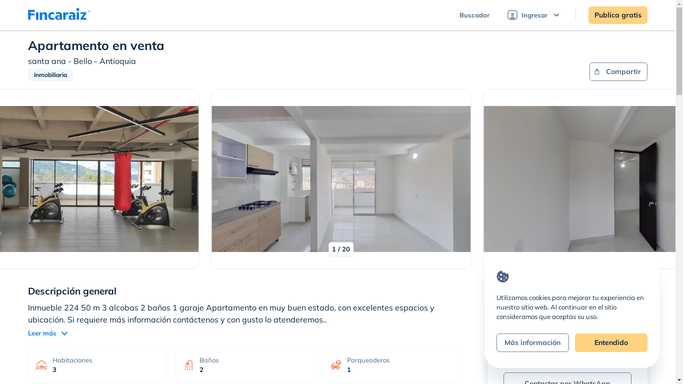 Fincaraiz
Buscador
Ingresar
Publica gratis
Apartamento en venta
santa ana - Bello - Antioquia
Inmobiliaria
Compartir
1 / 20
Descripción general
Inmueble 224 50 m 3 alcobas 2 baños 1 garaje Apartamento en muy buen estado, con excelentes espacios y
ubicación. Si requiere más información contáctenos y con gusto lo atenderemos..
Leer más
Habitaciones
3
Baños
2
Parqueaderos
1
Utilizamos cookies para mejorar tu experiencia en
nuestro sitio web. Al continuar en el sitio
consideramos que aceptas su uso.
Más información
Entendido
Contactar por WhatsApp